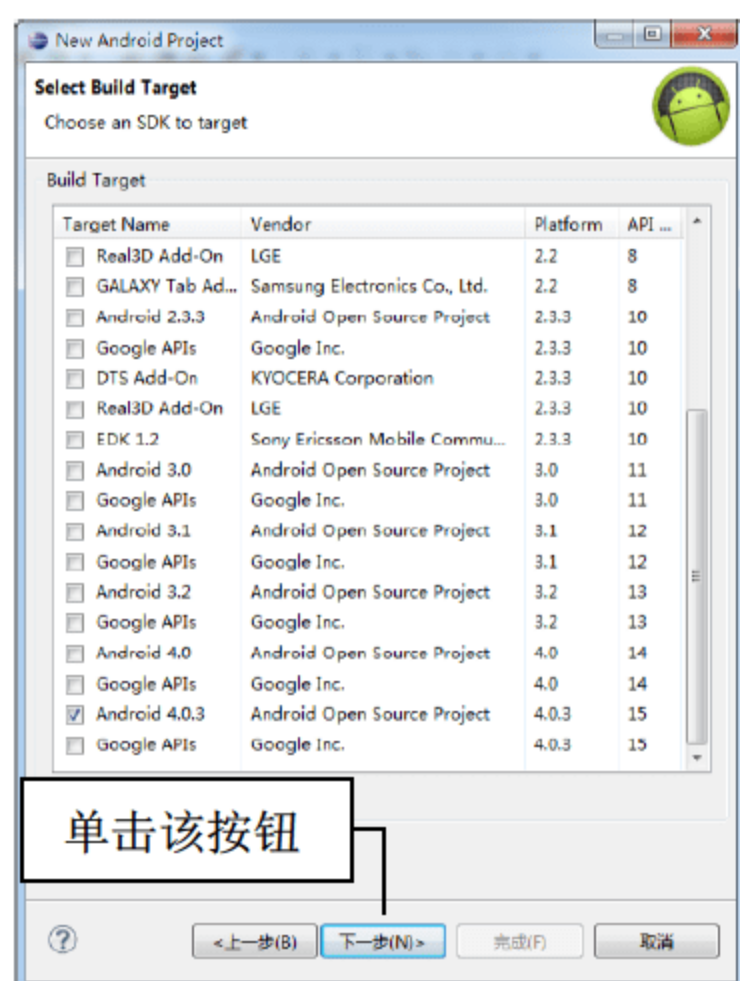 New Android Project
Select Build Target
Choose an SDK to target
Build Target
Target Name Vendor Platform API ...
Real3D Add-On LGE 2.2 8
GALAXY Tab Ad... Samsung Electronics Co., Ltd. 2.2 8
Android 2.3.3 Android Open Source Project 2.3.3 10
Google APIs Google Inc. 2.3.3 10
DTS Add-On KYOCERA Corporation 2.3.3 10
Real3D Add-On LGE 2.3.3 10
EDK 1.2 Sony Ericsson Mobile Commu... 2.3.3 10
Android 3.0 Android Open Source Project 3.0 11
Google APIs Google Inc. 3.0 11
Android 3.1 Android Open Source Project 3.1 12
Google APIs Google Inc. 3.1 12
Android 3.2 Android Open Source Project 3.2 13
Google APIs Google Inc. 3.2 13
Android 4.0 Android Open Source Project 4.0 14
Google APIs Google Inc. 4.0 14
Android 4.0.3 Android Open Source Project 4.0.3 15
Google APIs Google Inc. 4.0.3 15
单击该按钮
? <上一步(B) 下一步(N)> 完成(F) 取消